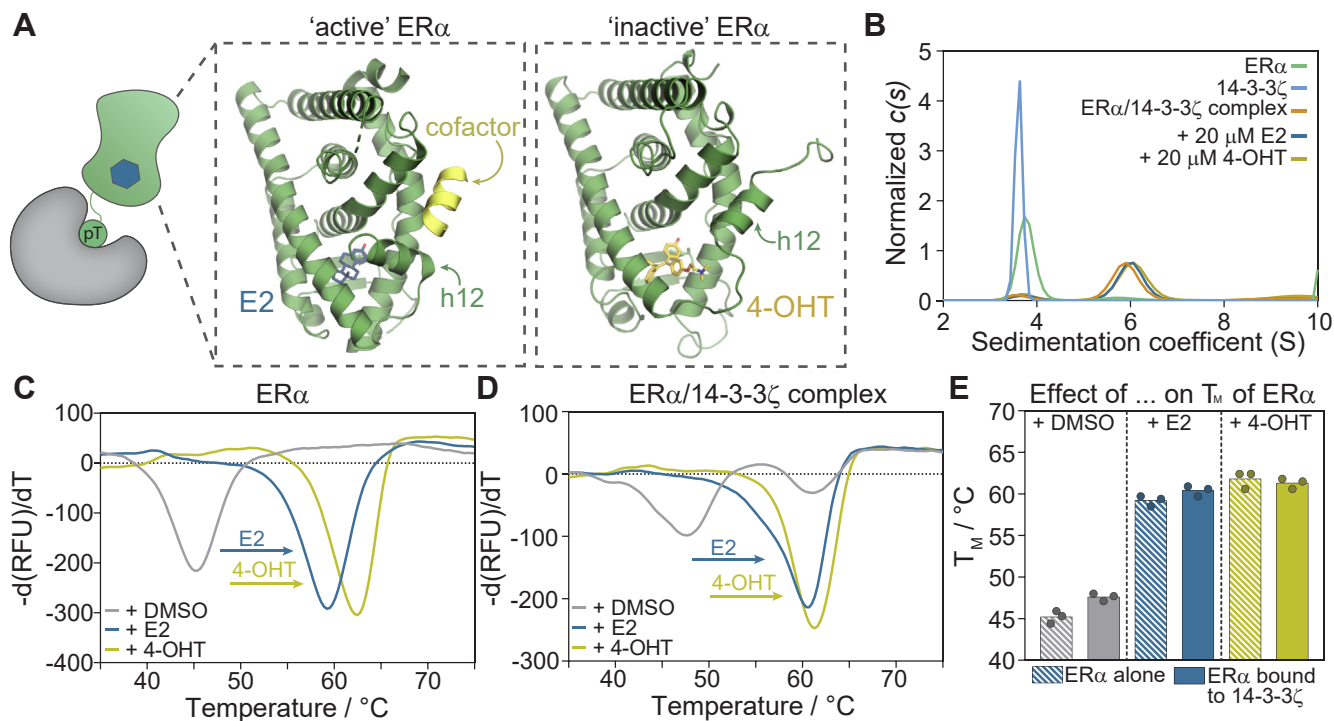 A
'active' ERα
'inactive' ERα
pT
cofactor
E2
h12
h12
4-OHT
B
5
4
3
2
1
0
Normalized c(s)
ERα
14-3-3ζ
ERα/14-3-3ζ complex
+ 20 μM E2
+ 20 μM 4-OHT
2 4 6 8 10
Sedimentation coefficent (S)
C
ERα
100
0
-100
-200
-300
-400
-d(RFU)/dT
E2
4-OHT
+ DMSO
+ E2
+ 4-OHT
40 50 60 70
Temperature / °C
D
ERα/14-3-3ζ complex
100
0
-100
-200
-300
-d(RFU)/dT
E2
4-OHT
+ DMSO
+ E2
+ 4-OHT
40 50 60 70
Temperature / °C
E
Effect of ... on TM of ERα
70
65
60
55
50
45
40
TM / °C
+ DMSO
+ E2
+ 4-OHT
ERα alone
ERα bound
to 14-3-3ζ